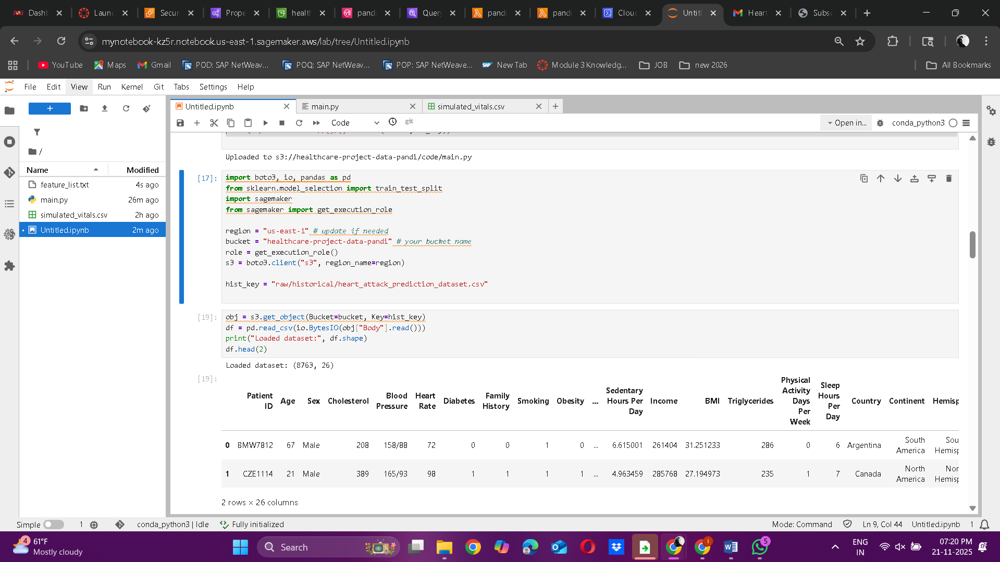 Dashb
Launc
Secur
Prope
health
pandi
Query
pandi
pandi
Cloud
Untitl
Heart
Subsc
mynotebook-kz5r.notebook.us-east-1.sagemaker.aws/lab/tree/Untitled.ipynb
YouTube
Maps
Gmail
POD: SAP NetWeav...
POQ: SAP NetWeav...
POP: SAP NetWeave...
New Tab
Module 3 Knowledg...
JOB
new 2026
All Bookmarks
File Edit View Run Kernel Git Tabs Settings Help
Untitled.ipynb
main.py
simulated_vitals.csv
Code
git
Open in...
conda_python3
/
Name Modified
feature_list.txt 4s ago
main.py 26m ago
simulated_vitals.csv 2h ago
Untitled.ipynb 2m ago
Uploaded to s3://healthcare-project-data-pandi/code/main.py
[17]:
import boto3, io, pandas as pd
from sklearn.model_selection import train_test_split
import sagemaker
from sagemaker import get_execution_role
region = "us-east-1" # update if needed
bucket = "healthcare-project-data-pandi" # your bucket name
role = get_execution_role()
s3 = boto3.client("s3", region_name=region)
hist_key = "raw/historical/heart_attack_prediction_dataset.csv"
[19]:
obj = s3.get_object(Bucket=bucket, Key=hist_key)
df = pd.read_csv(io.BytesIO(obj["Body"].read()))
print("Loaded dataset:", df.shape)
df.head(2)
Loaded dataset: (8763, 26)
[19]:
Patient ID Age Sex Cholesterol Blood Pressure Heart Rate Diabetes Family History Smoking Obesity ... Sedentary Hours Per Day Income BMI Triglycerides Physical Activity Days Per Week Sleep Hours Per Day Country Continent Hemisp
0 BMW7812 67 Male 208 158/88 72 0 0 1 0 ... 6.615001 261404 31.251233 286 0 6 Argentina South America Sou Hemisp
1 CZE1114 21 Male 389 165/93 98 1 1 1 1 ... 4.963459 285768 27.194973 235 1 7 Canada North America Nor Hemisp
2 rows × 26 columns
Simple 1 conda_python3 | Idle Fully initialized Mode: Command Ln 9, Col 44 Untitled.ipynb 1
4
61°F
Mostly cloudy
Search
5
ENG
IN
07:20 PM
21-11-2025